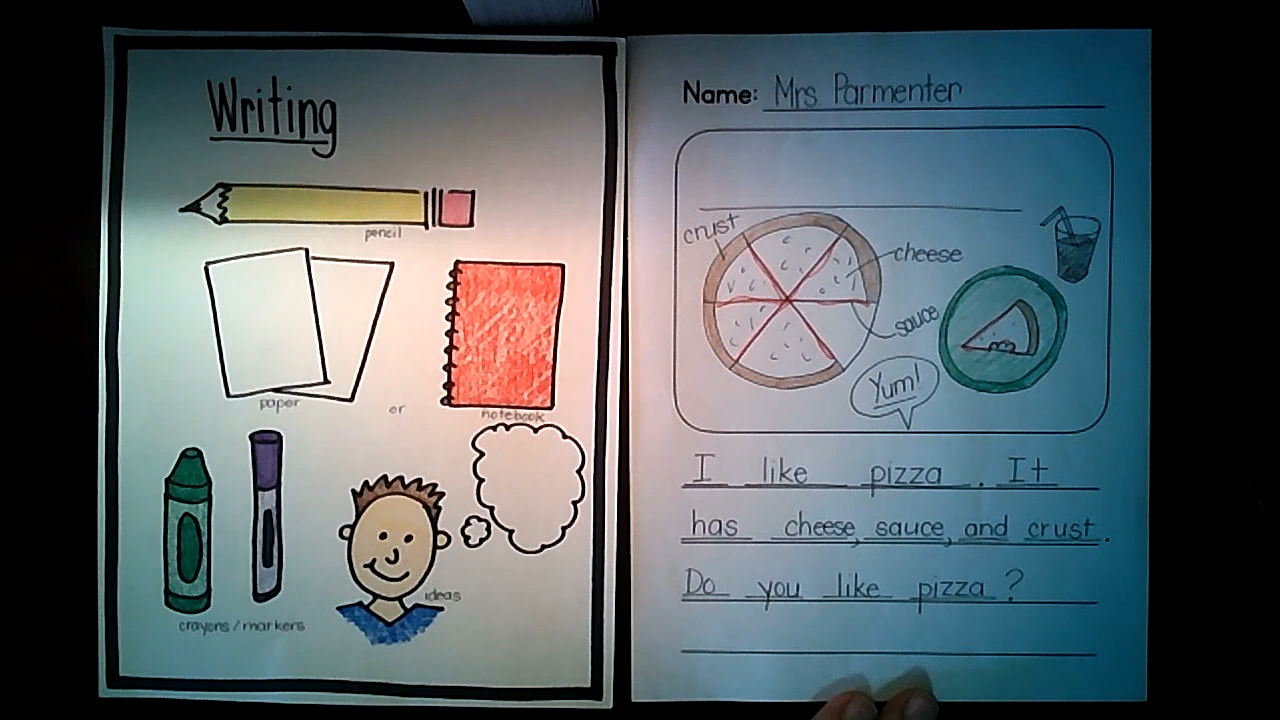 Writing
pencil
paper
or
notebook
crayons/markers
ideas
Name: Mrs Parmenter
crust
cheese
sauce
Yum!
I like pizza. It
has cheese, sauce, and crust.
Do you like pizza?